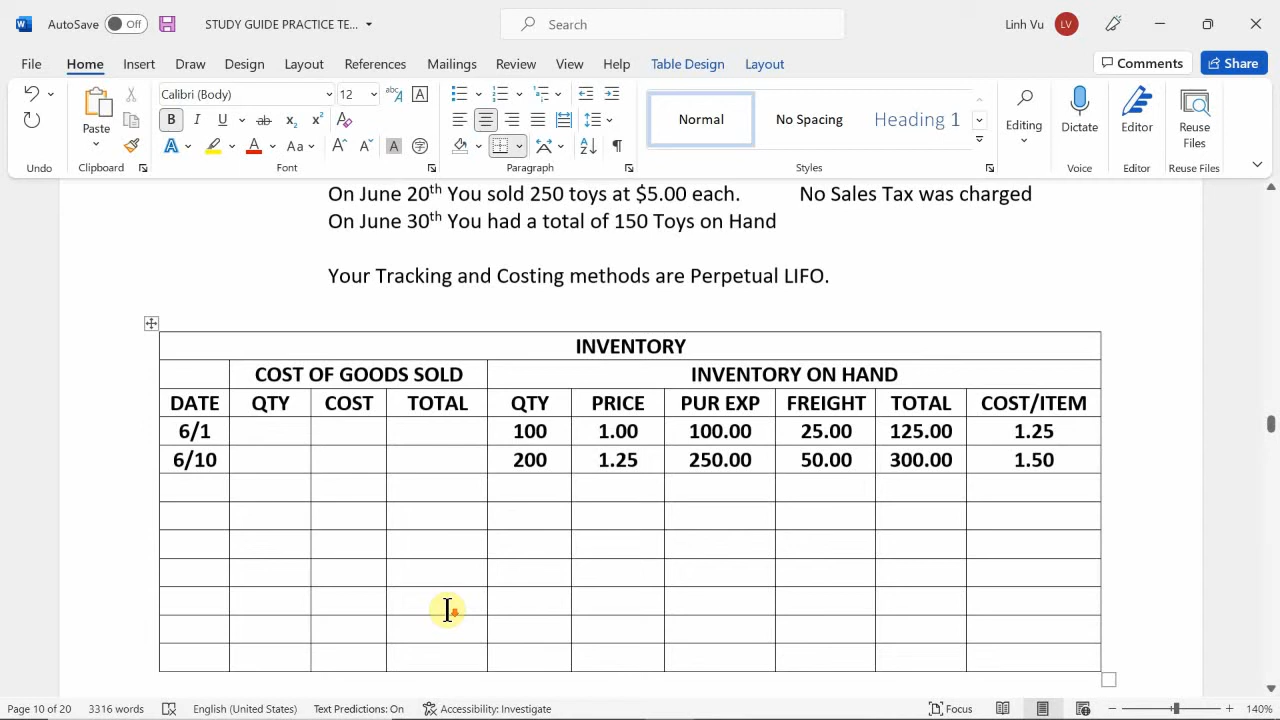 AutoSave Off STUDY GUIDE PRACTICE TE... Search Linh Vu LV
File Home Insert Draw Design Layout References Mailings Review View Help Table Design Layout Comments Share
Calibri (Body) 12 Normal No Spacing Heading 1
Paste Editing Dictate Editor Reuse Files
Undo Clipboard Font Paragraph Styles Voice Editor Reuse Files
On June 20th You sold 250 toys at $5.00 each. No Sales Tax was charged
On June 30th You had a total of 150 Toys on Hand
Your Tracking and Costing methods are Perpetual LIFO.
INVENTORY
COST OF GOODS SOLD INVENTORY ON HAND
DATE QTY COST TOTAL QTY PRICE PUR EXP FREIGHT TOTAL COST/ITEM
6/1 100 1.00 100.00 25.00 125.00 1.25
6/10 200 1.25 250.00 50.00 300.00 1.50
Page 10 of 20 3316 words English (United States) Text Predictions: On Accessibility: Investigate Focus 140%